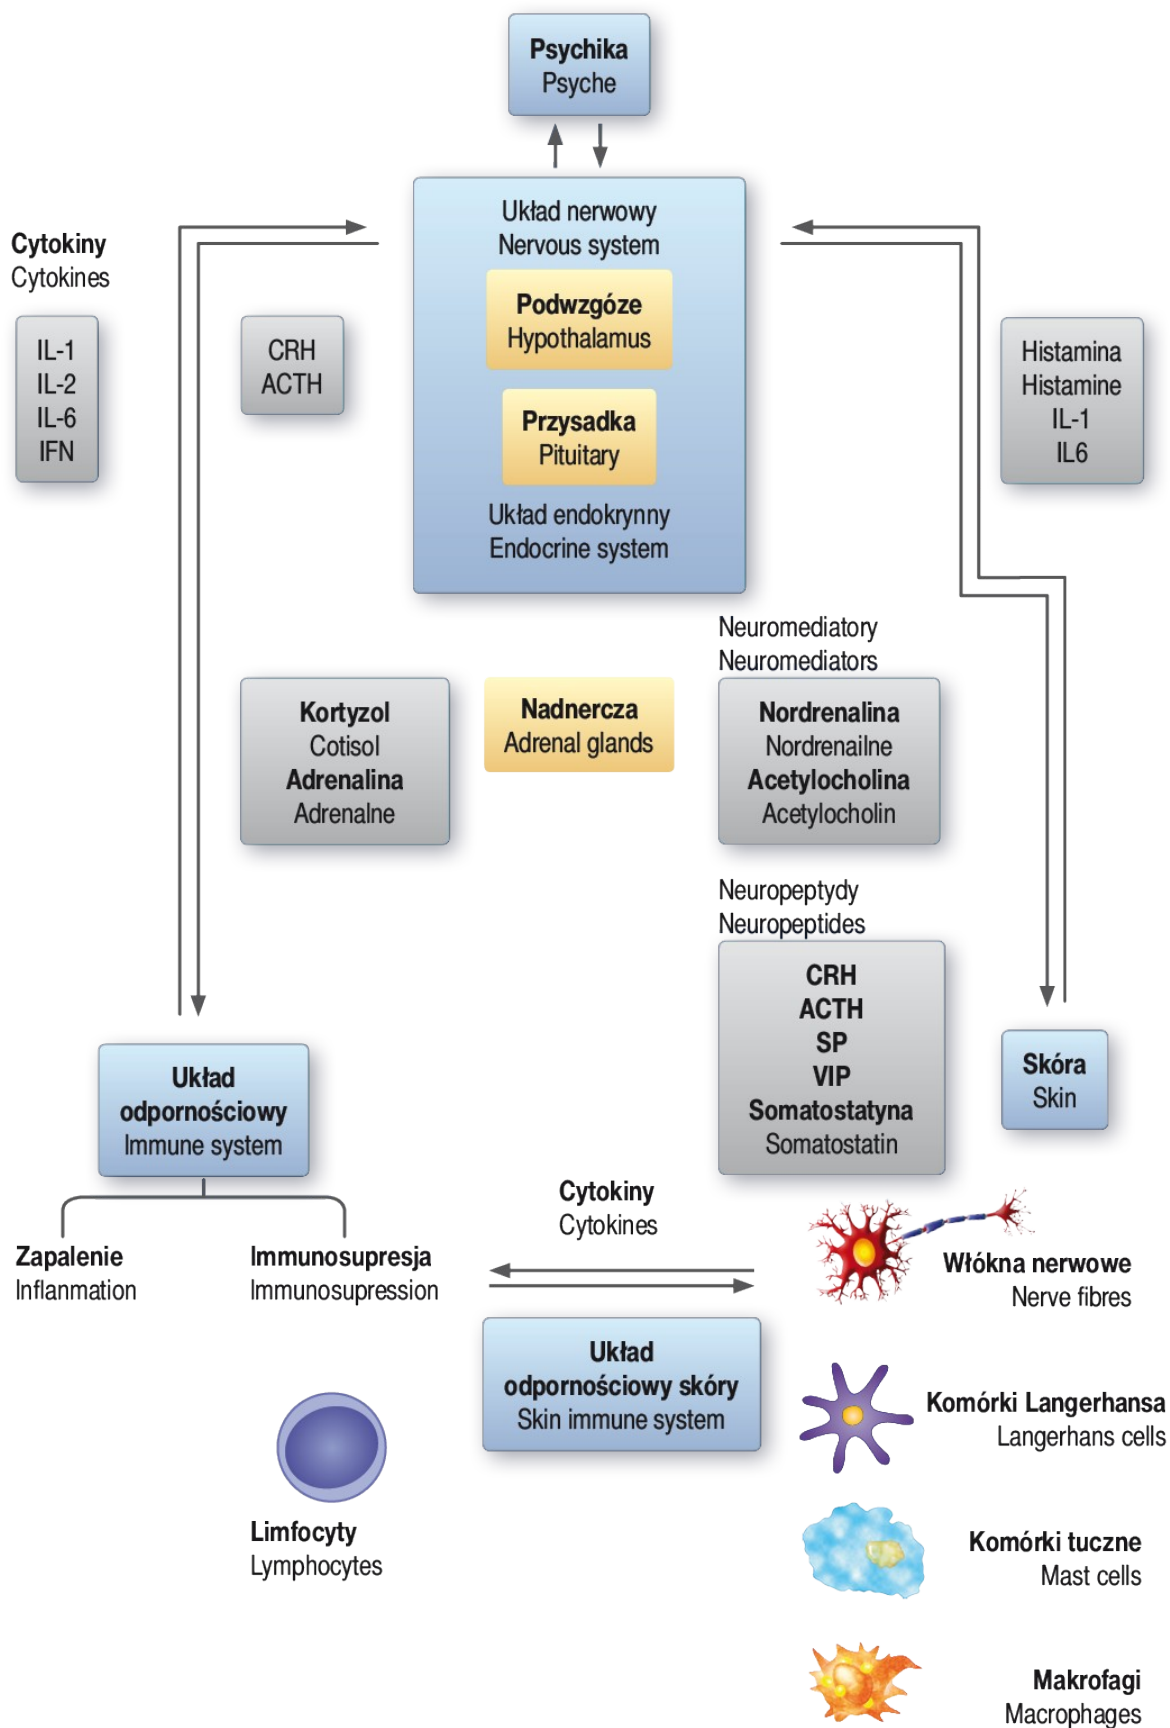 Psychika
Psyche
Układ nerwowy
Nervous system
Podwzgóze
Hypothalamus
Przysadka
Pituitary
Układ endokrynny
Endocrine system
Cytokiny
Cytokines
IL-1
IL-2
IL-6
IFN
CRH
ACTH
Histamina
Histamine
IL-1
IL6
Kortyzol
Cotisol
Adrenalina
Adrenalne
Nadnercza
Adrenal glands
Neuromediatory
Neuromediators
Nordrenalina
Nordrenailne
Acetylocholina
Acetylocholin
Neuropeptydy
Neuropeptides
CRH
ACTH
SP
VIP
Somatostatyna
Somatostatin
Skóra
Skin
Układ
odpornościowy
Immune system
Zapalenie
Inflanmation
Immunosupresja
Immunosupression
Cytokiny
Cytokines
Układ
odpornościowy skóry
Skin immune system
Limfocyty
Lymphocytes
Włókna nerwowe
Nerve fibres
Komórki Langerhansa
Langerhans cells
Komórki tuczne
Mast cells
Makrofagi
Macrophages